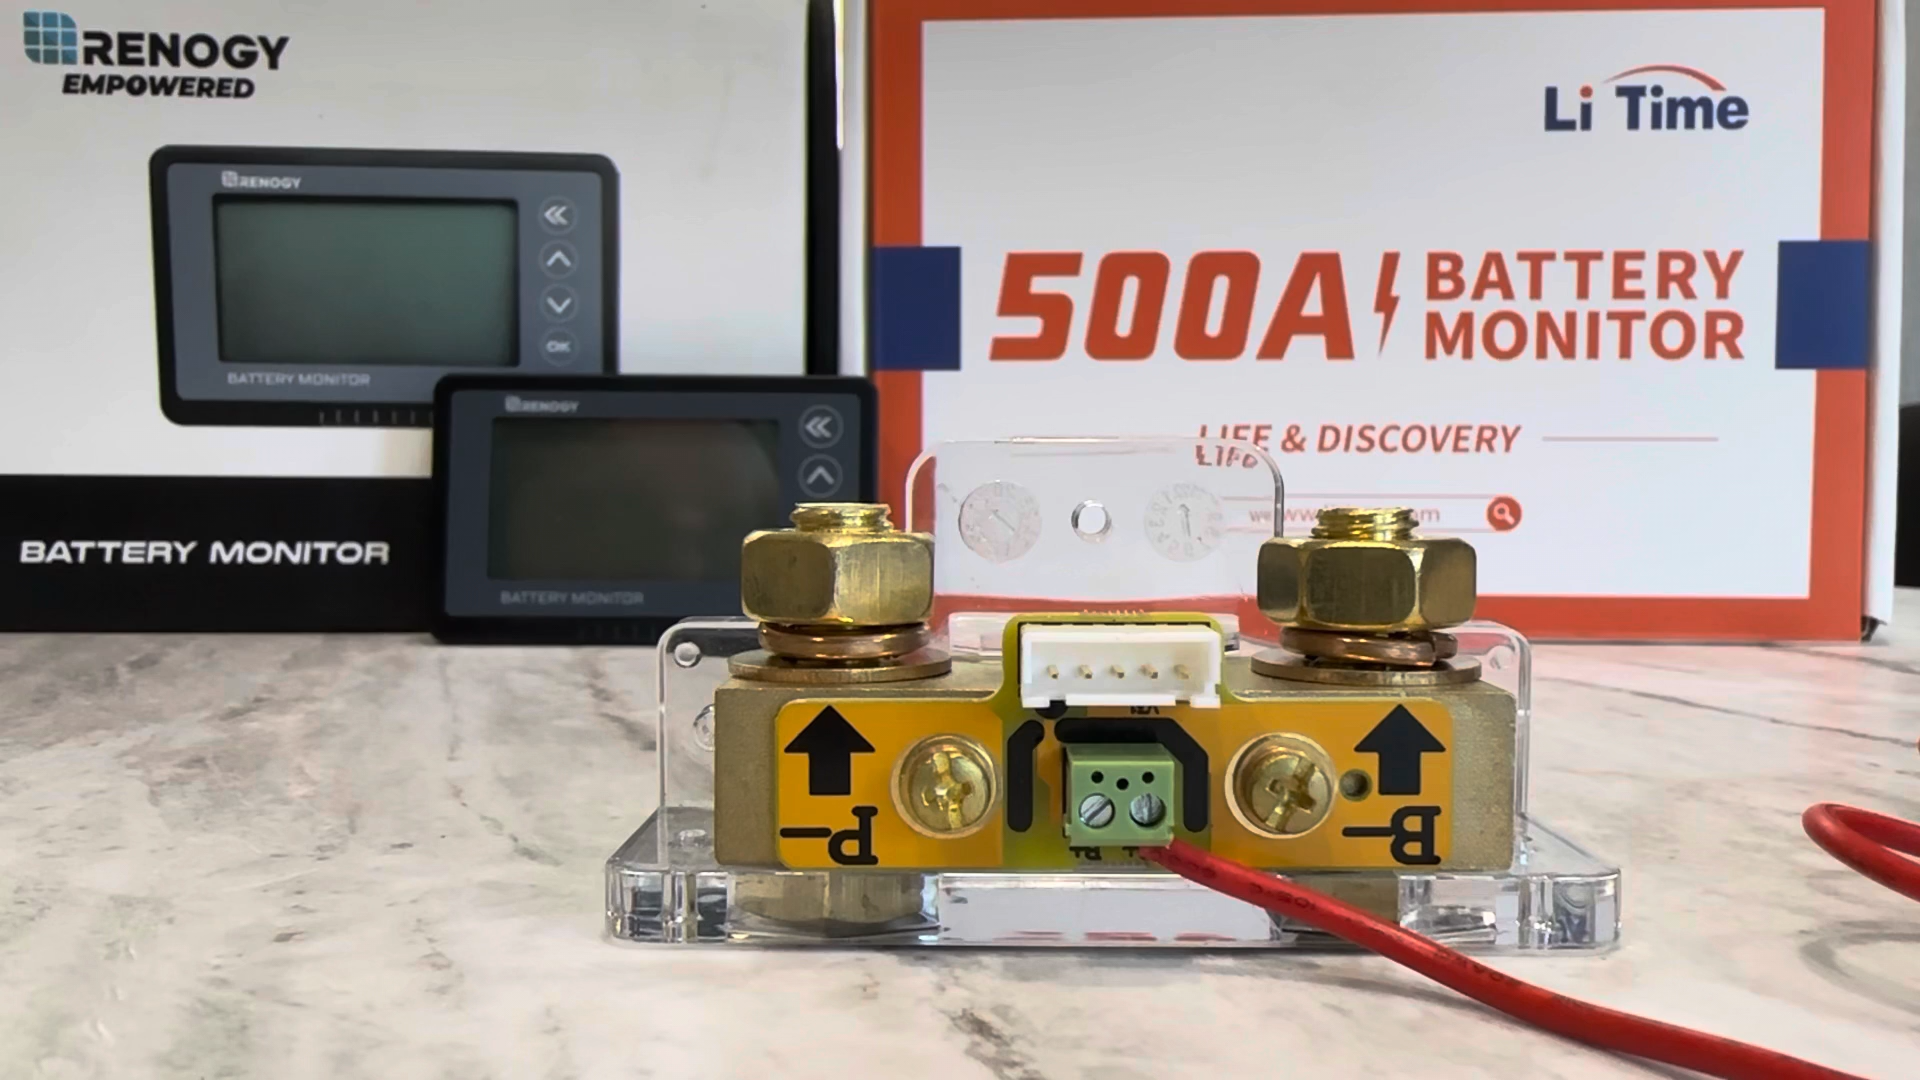 RENOGY
EMPOWERED
RENOGY
OK
BATTERY MONITOR
BATTERY MONITOR
RENOGY
BATTERY MONITOR
Li Time
500A BATTERY
MONITOR
LIFE & DISCOVERY
P-
B-